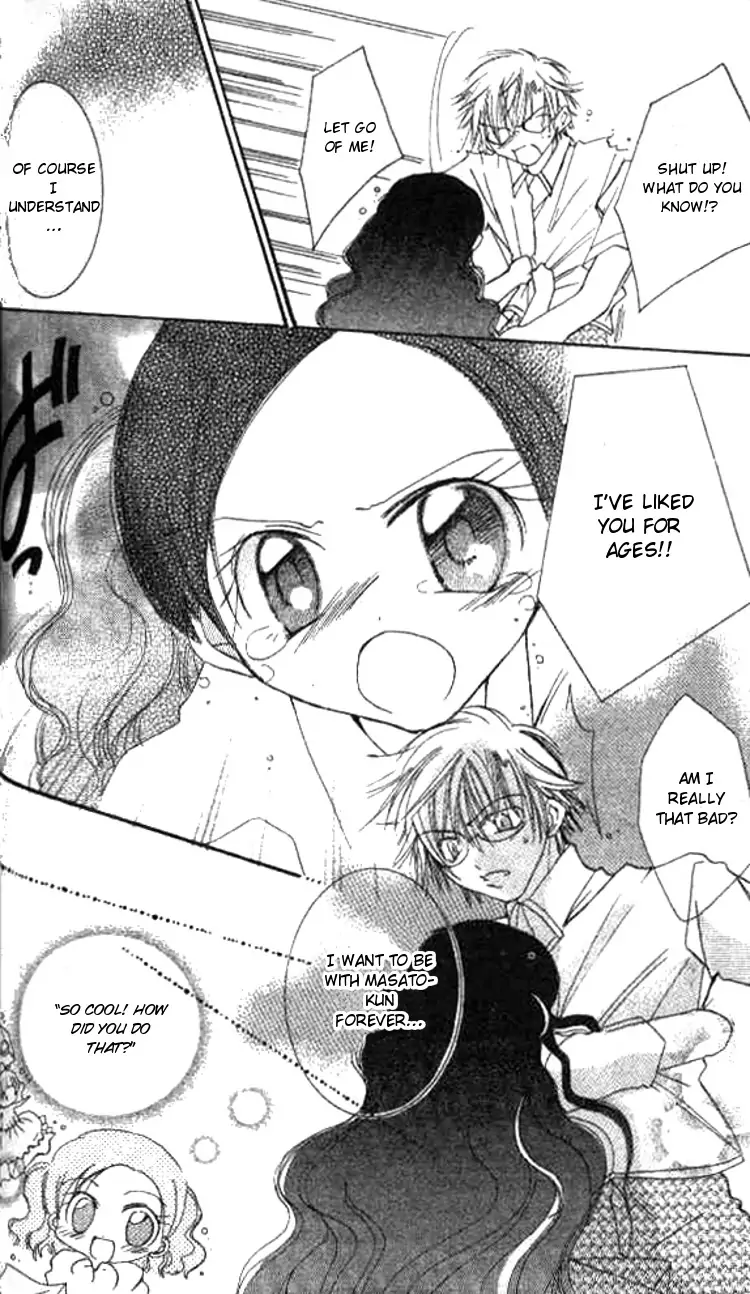 SHUT UP!
WHAT DO YOU
KNOW!?
LET GO
OF ME!
OF COURSE
I
UNDERSTAND
...
I'VE LIKED
YOU FOR
AGES!!
AM I
REALLY
THAT BAD?
I WANT TO BE
WITH MASATO-
KUN
FOREVER...
"SO COOL! HOW
DID YOU DO
THAT?"